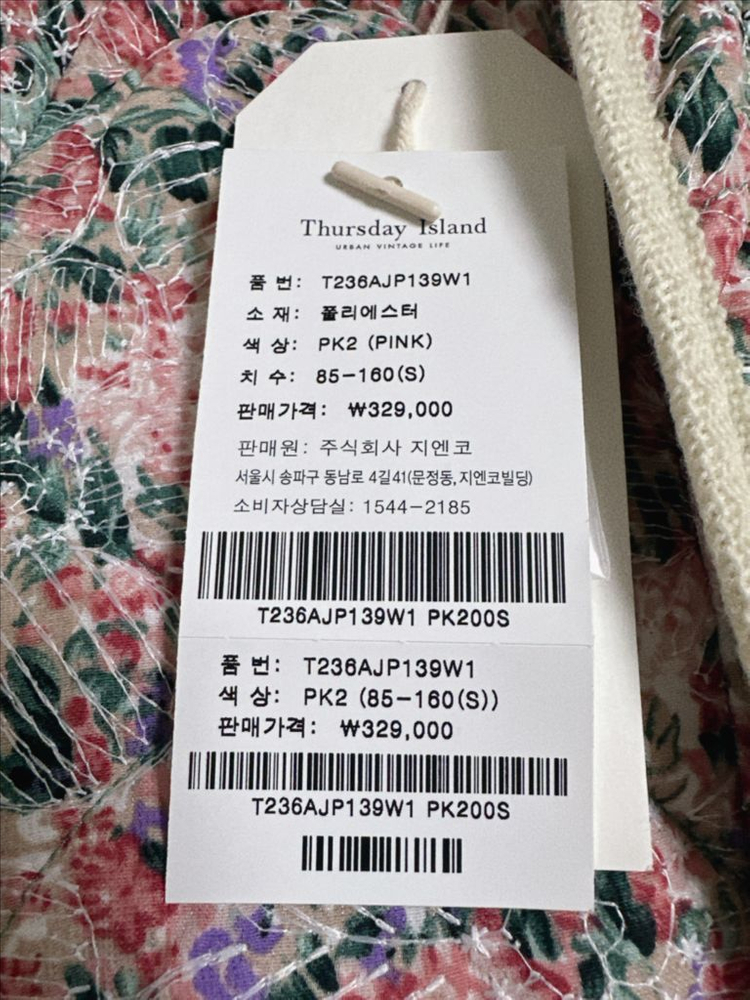 Thursday Island
URBAN VINTAGE LIFE
품 번: T236AJP139W1
소 재: 폴리에스터
색 상: PK2 (PINK)
치 수: 85-160(S)
판매가격: ₩329,000
판매원: 주식회사 지엔코
서울시 송파구 동남로 4길41(문정동,지엔코빌딩)
소비자상담실: 1544-2185
T236AJP139W1 PK200S
품 번: T236AJP139W1
색 상: PK2 (85-160(S))
판매가격: ₩329,000
T236AJP139W1 PK200S